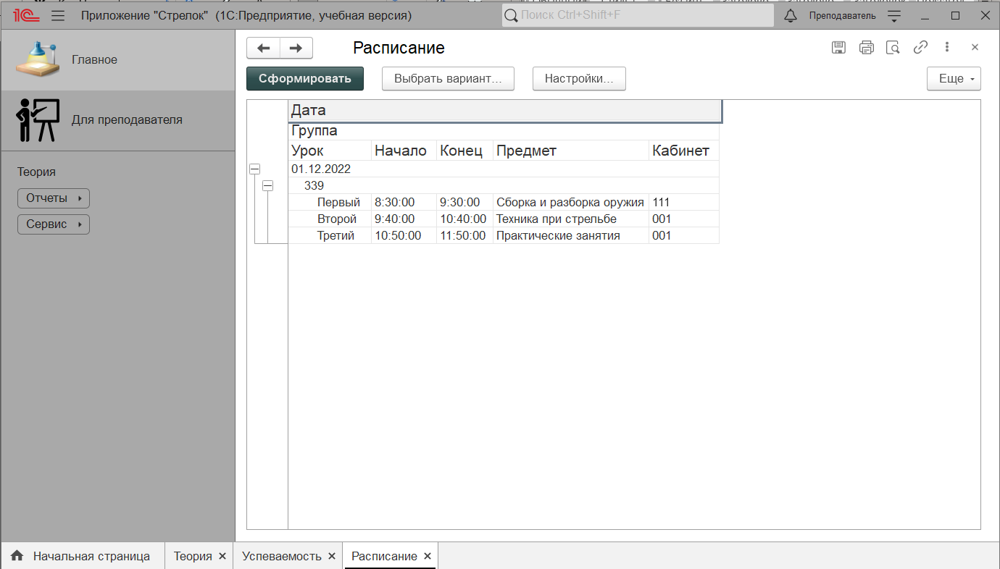 1С Приложение "Стрелок" (1С:Предприятие, учебная версия) Поиск Ctrl+Shift+F Преподаватель
Главное
Для преподавателя
Теория
Отчеты
Сервис
Расписание
Сформировать Выбрать вариант... Настройки... Еще
Дата
Группа
Урок Начало Конец Предмет Кабинет
01.12.2022
339
Первый 8:30:00 9:30:00 Сборка и разборка оружия 111
Второй 9:40:00 10:40:00 Техника при стрельбе 001
Третий 10:50:00 11:50:00 Практические занятия 001
Начальная страница Теория Успеваемость Расписание